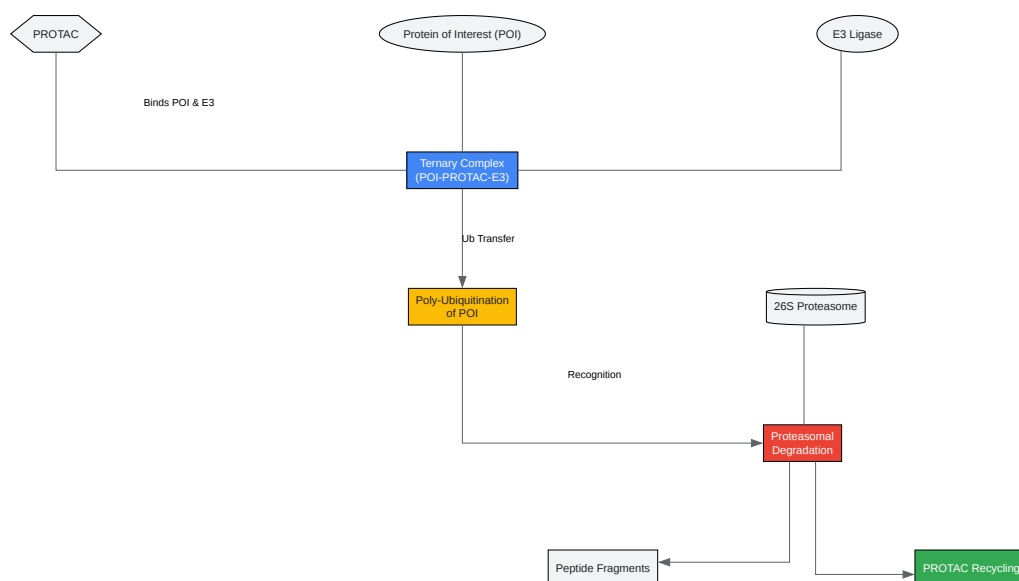 PROTAC
Protein of Interest (POI)
E3 Ligase
Binds POI & E3
Ternary Complex
(POI-PROTAC-E3)
Ub Transfer
Poly-Ubiquitination
of POI
26S Proteasome
Recognition
Proteasomal
Degradation
Peptide Fragments
PROTAC Recycling